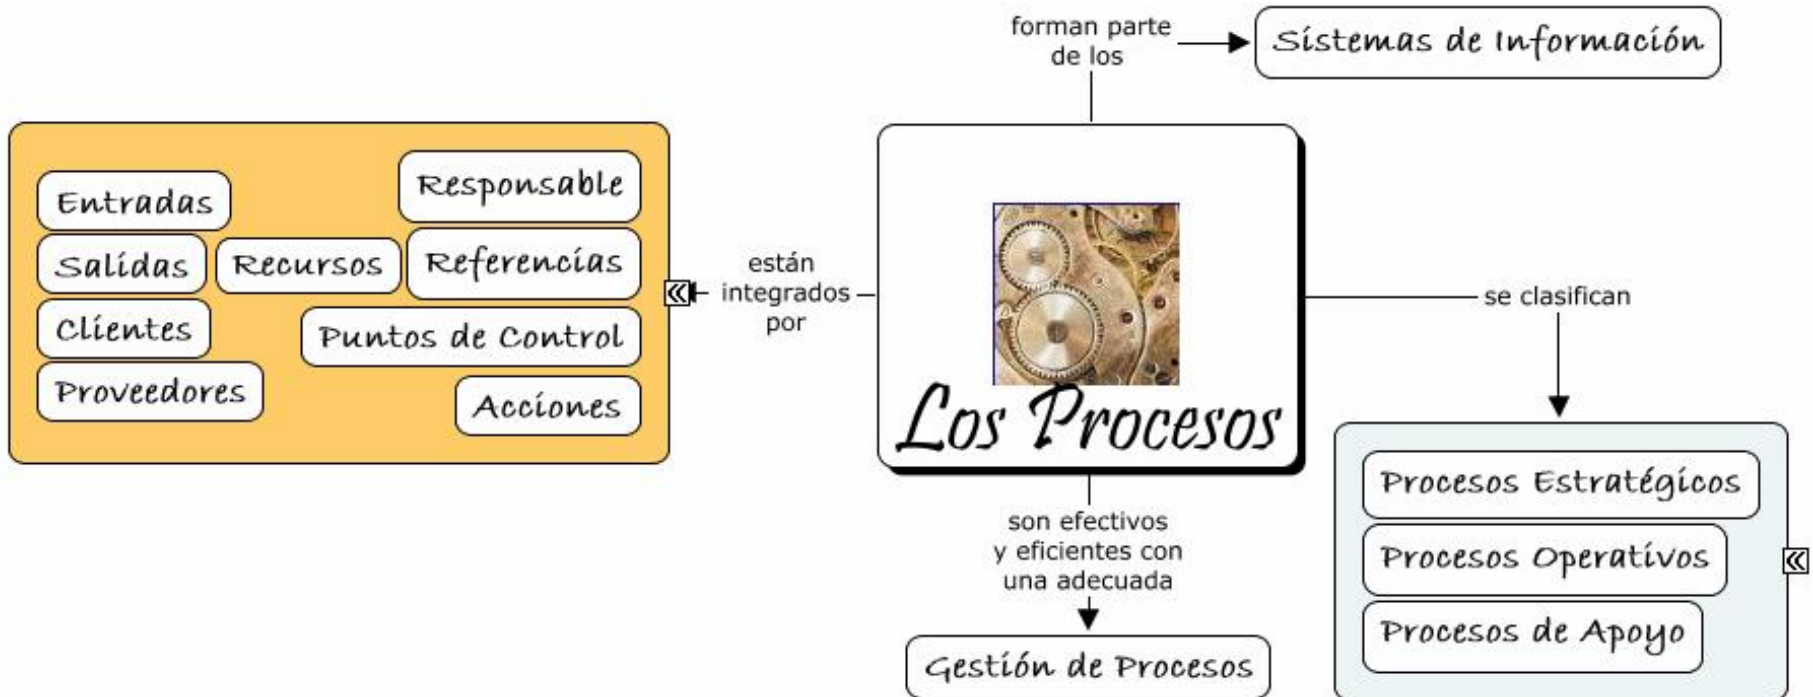 forman parte
de los
Sistemas de Información
Entradas
Responsable
Salidas
Recursos
Referencias
Clientes
Puntos de Control
Proveedores
Acciones
están
integrados
por
Los Procesos
se clasifican
Procesos Estratégicos
Procesos Operativos
Procesos de Apoyo
son efectivos
y eficientes con
una adecuada
Gestión de Procesos